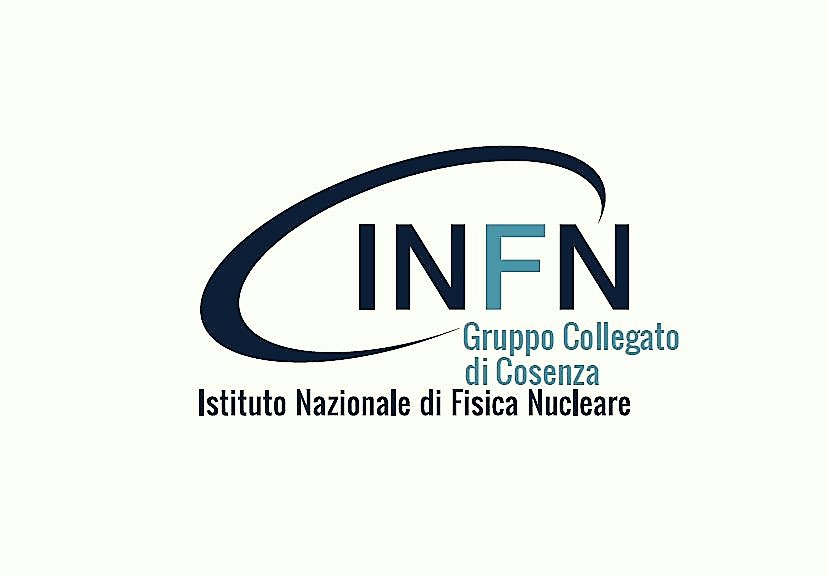 INFN
Gruppo Collegato
di Cosenza
Istituto Nazionale di Fisica Nucleare